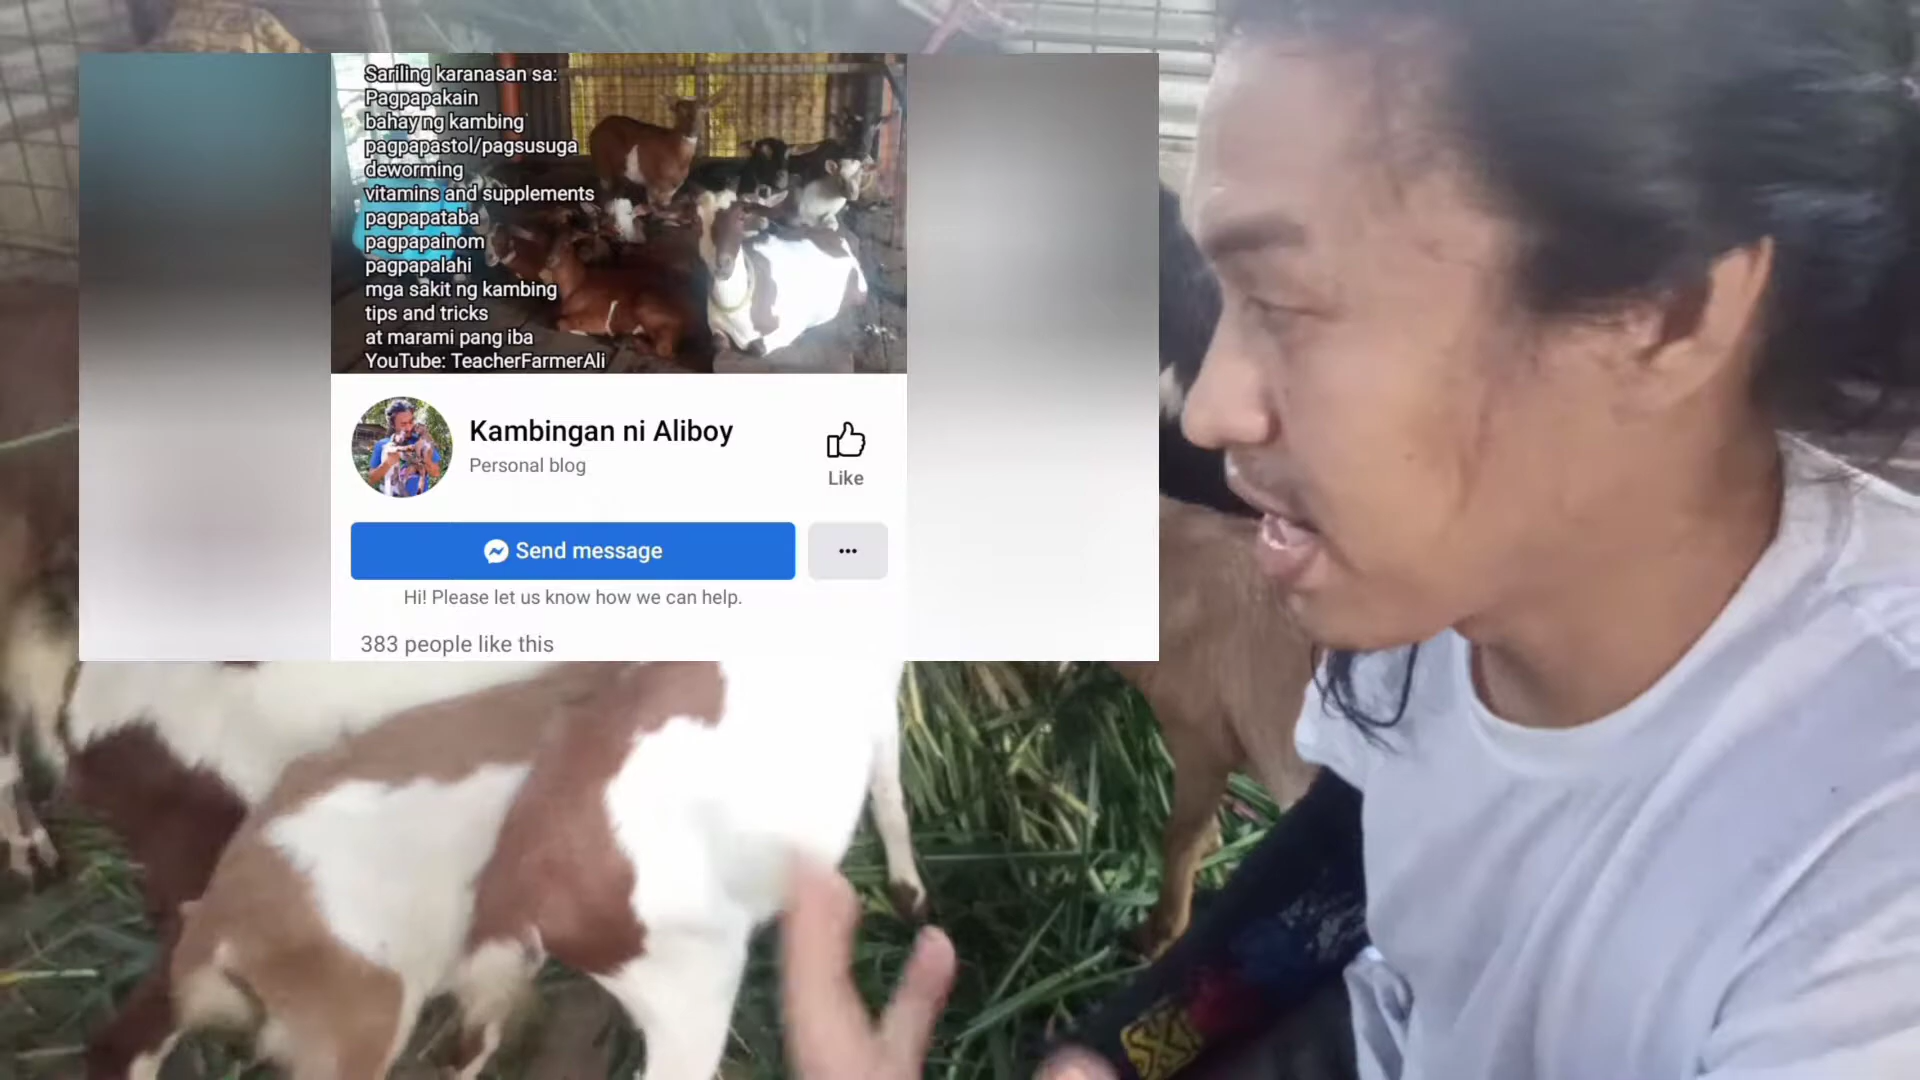 Sariling karanasan sa:
Pagpapakain
bahay ng kambing
pagpapastol/pagsusuga
deworming
vitamins and supplements
pagpapataba
pagpapainom
pagpapalahi
mga sakit ng kambing
tips and tricks
at marami pang iba
YouTube: TeacherFarmerAli
Kambingan ni Aliboy
Personal blog
Like
Send message
Hi! Please let us know how we can help.
383 people like this